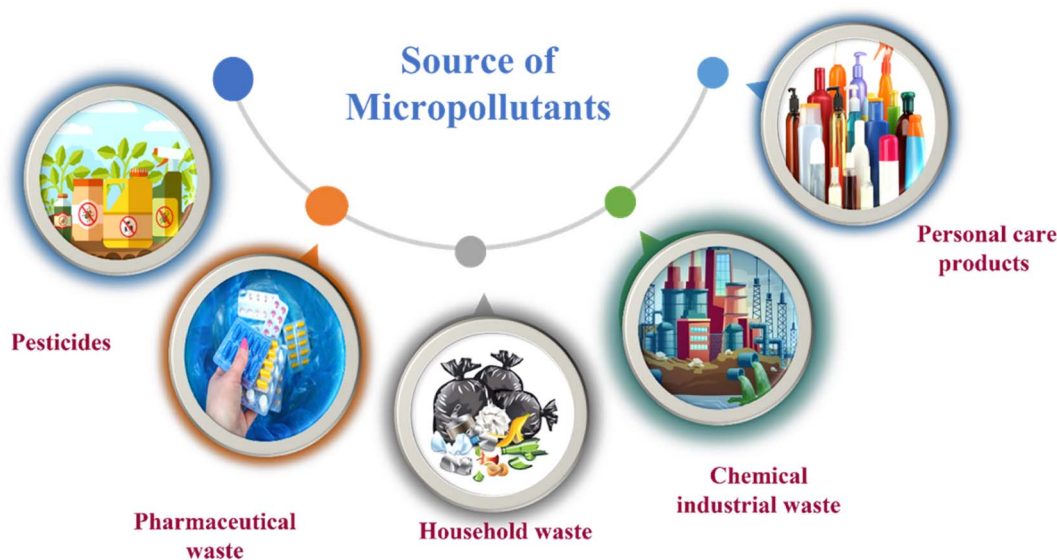 Source of
Micropollutants
Pesticides
Pharmaceutical
waste
Household waste
Chemical
industrial waste
Personal care
products